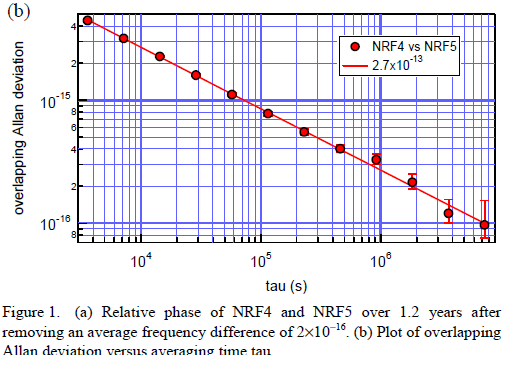 (b)
4
2
10⁻¹⁵
8
6
4
2
10⁻¹⁶
8
overlapping Allan deviation
NRF4 vs NRF5
2.7x10⁻¹³
10⁴ 10⁵ 10⁶
tau (s)
Figure 1. (a) Relative phase of NRF4 and NRF5 over 1.2 years after
removing an average frequency difference of 2×10⁻¹⁶. (b) Plot of overlapping
Allan deviation versus averaging time tau